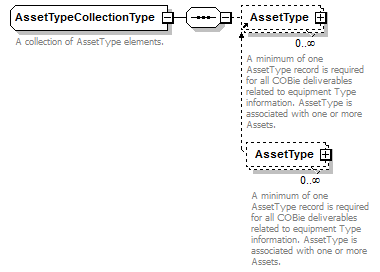 AssetTypeCollectionType
A collection of AssetType elements.
AssetType
0..∞
A minimum of one
AssetType record is required
for all COBie deliverables
related to equipment Type
information. AssetType is
associated with one or more
Assets.
AssetType
0..∞
A minimum of one
AssetType record is required
for all COBie deliverables
related to equipment Type
information. AssetType is
associated with one or more
Assets.